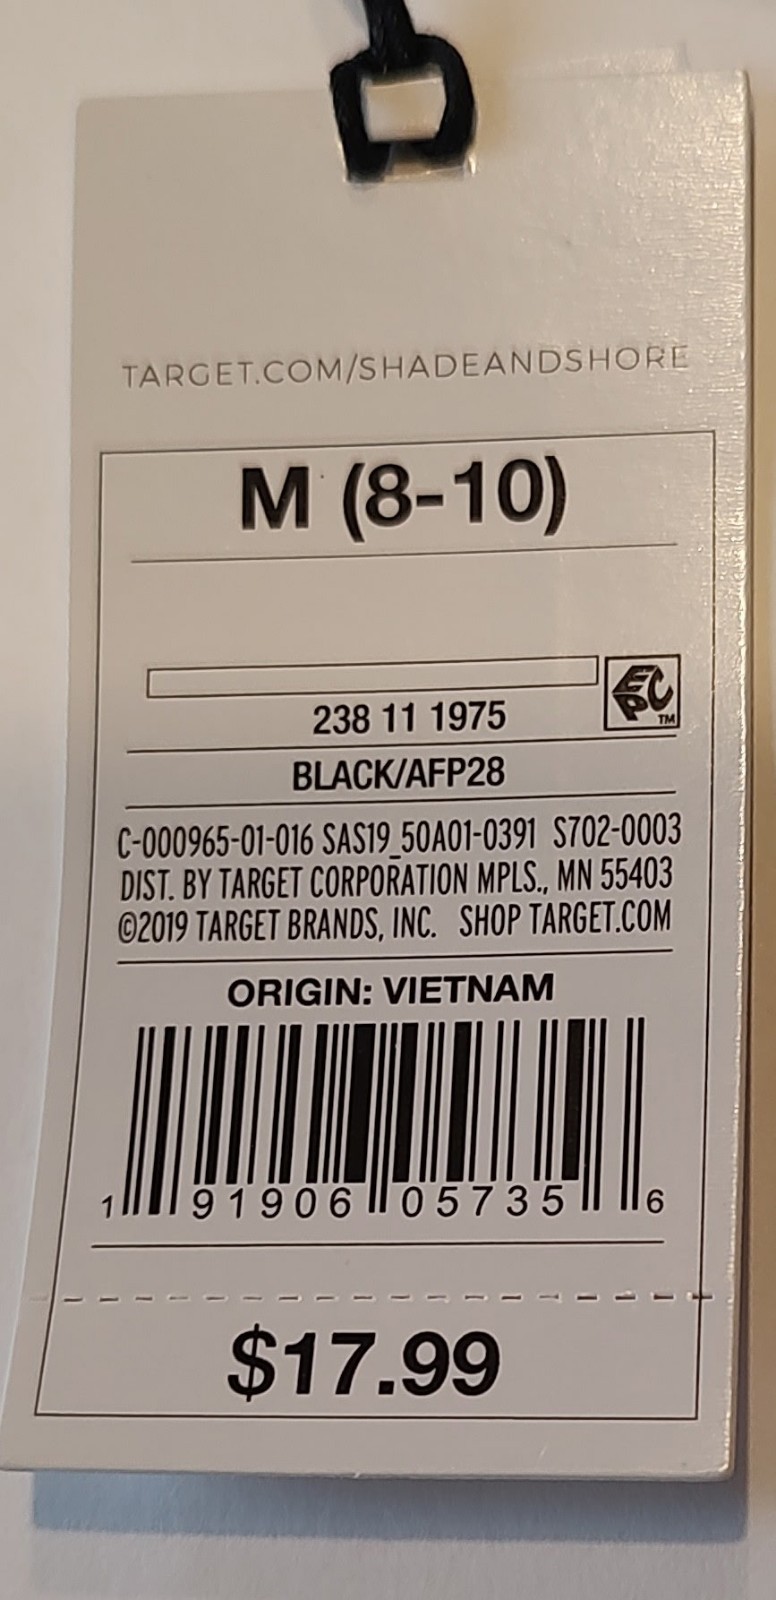 TARGET.COM/SHADEANDSHORE
M (8-10)
EPC TM
238 11 1975
BLACK/AFP28
C-000965-01-016 SAS19_50A01-0391 S702-0003
DIST. BY TARGET CORPORATION MPLS., MN 55403
©2019 TARGET BRANDS, INC. SHOP TARGET.COM
ORIGIN: VIETNAM
1 91906 05735 6
$17.99